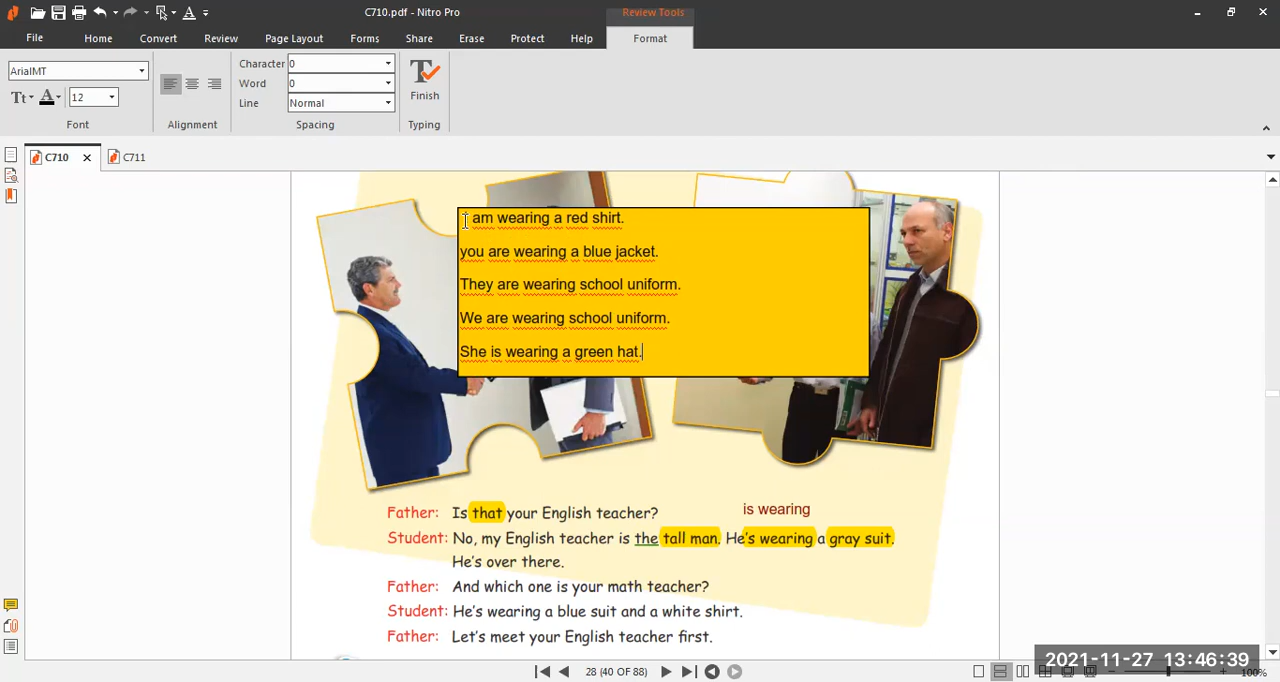 C710.pdf - Nitro Pro
Review Tools
File Home Convert Review Page Layout Forms Share Erase Protect Help Format
ArialMT
12
Font
Alignment
Character 0
Word 0
Line Normal
Spacing
Finish
Typing
C710
C711
I am wearing a red shirt.
you are wearing a blue jacket.
They are wearing school uniform.
We are wearing school uniform.
She is wearing a green hat.
Father: Is that your English teacher?
is wearing
Student: No, my English teacher is the tall man. He's wearing a gray suit.
He's over there.
Father: And which one is your math teacher?
Student: He's wearing a blue suit and a white shirt.
Father: Let's meet your English teacher first.
28 (40 OF 88)
100%
2021-11-27 13:46:39